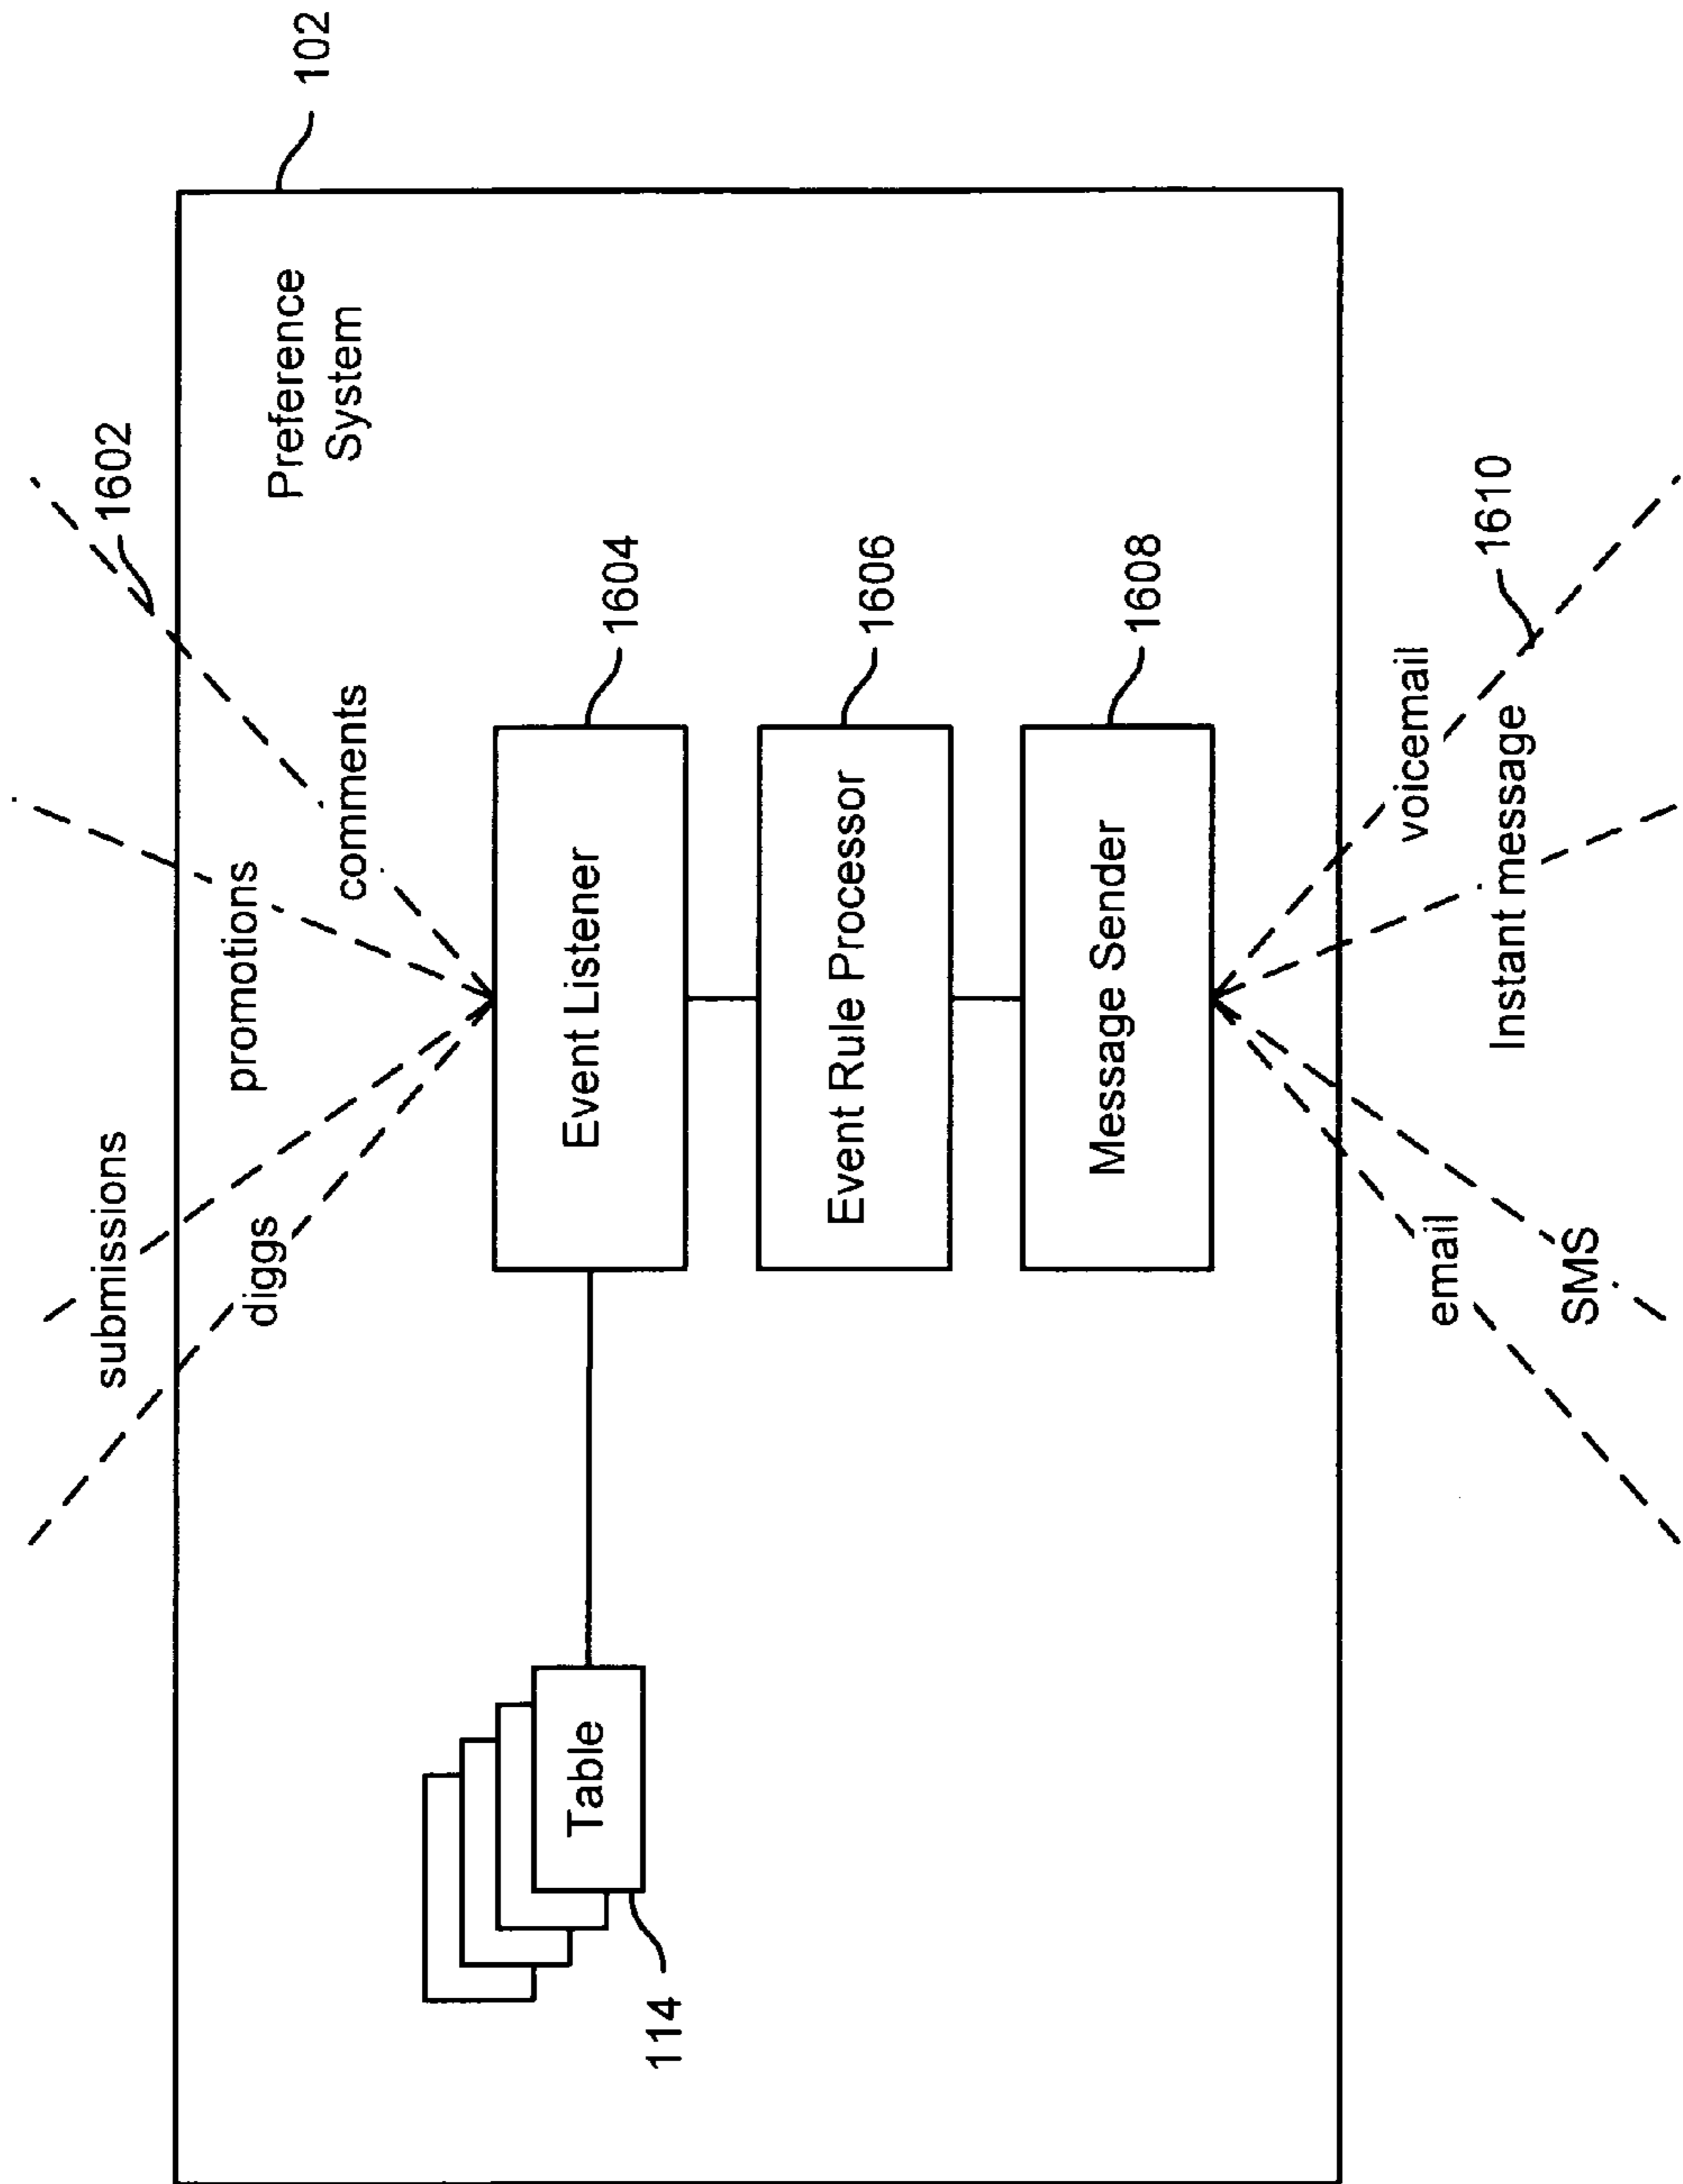 submissions
diggs
promotions
comments
1602
102
Preference
System
Table
114
Event Listener
1604
Event Rule Processor
1606
Message Sender
1608
email
SMS
voicemail
Instant message
1610